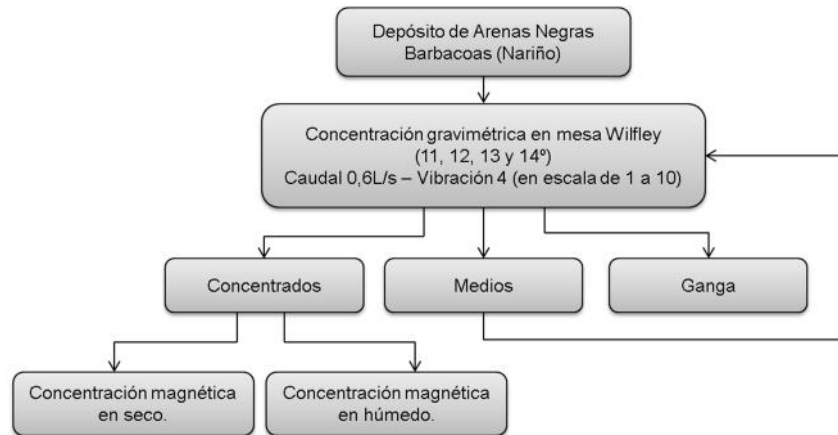 Depósito de Arenas Negras
Barbacoas (Nariño)
Concentración gravimétrica en mesa Wilfley
(11, 12, 13 y 14º)
Caudal 0,6L/s – Vibración 4 (en escala de 1 a 10)
Concentrados
Medios
Ganga
Concentración magnética
en seco.
Concentración magnética
en húmedo.